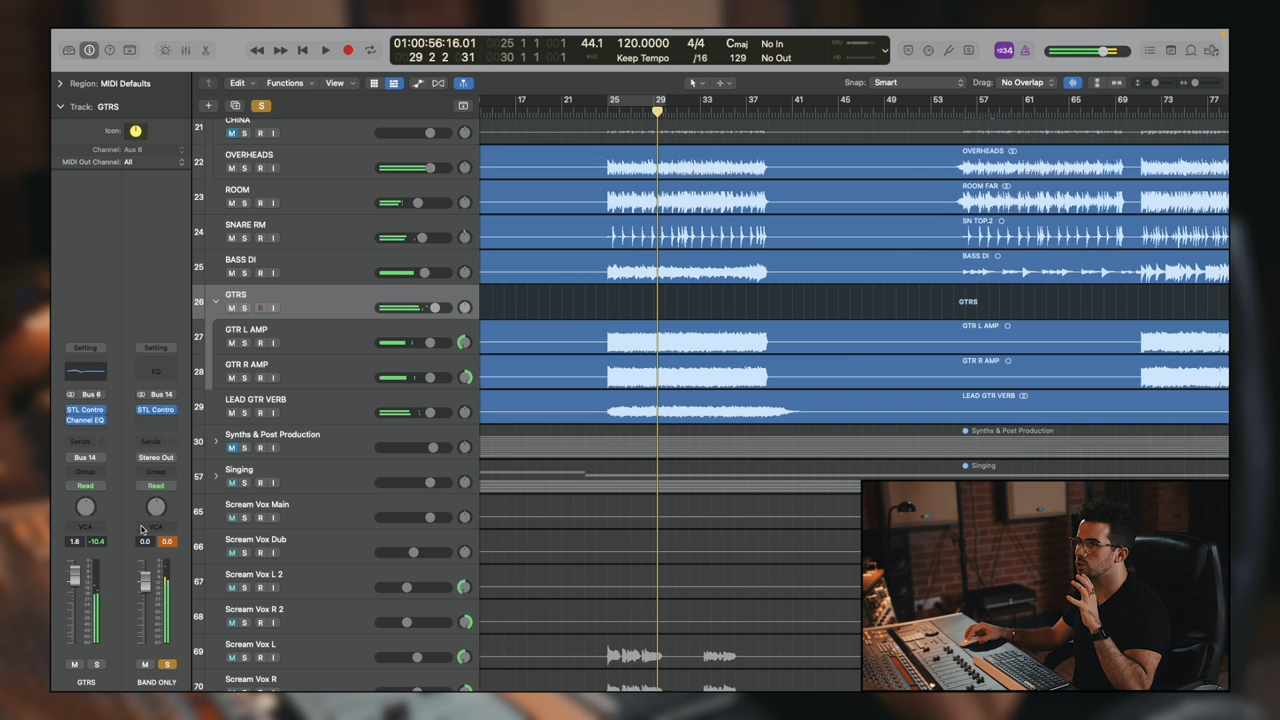 01:00:56:16.01 0025 1 1 001 44.1 120.0000 4/4 Cmaj No In
29 2 2 31 0029 1 1 001 Keep Tempo /16 129 No Out
1234
Region: MIDI Defaults
Edit Functions View Snap: Smart Drag: No Overlap
Track: GTRS
S
17 21 25 29 33 37 41 45 49 53 57 61 65 69 73 77
Icon:
Channel: Aux 6
MIDI Out Channel: All
21 CHINA
M S R I
22 OVERHEADS
M S R I
OVERHEADS
23 ROOM
M S R I
ROOM FAR
24 SNARE RM
M S R I
SN TOP.2
25 BASS DI
M S R I
BASS DI
26 GTRS
M S R I
GTRS
27 GTR L AMP
M S R I
GTR L AMP
28 GTR R AMP
M S R I
GTR R AMP
29 LEAD GTR VERB
M S R I
LEAD GTR VERB
30 Synths & Post Production
M S R I
Synths & Post Production
57 Singing
M S R I
Singing
65 Scream Vox Main
M S R I
66 Scream Vox Dub
M S R I
67 Scream Vox L 2
M S R I
68 Scream Vox R 2
M S R I
69 Scream Vox L
M S R I
70 Scream Vox R
Setting Setting
EQ
Bus 6 Bus 14
STL Contro STL Contro
Channel EQ
Sends Sends
Bus 14 Stereo Out
Group Group
Read Read
VCA VCA
1.8 -10.4 0.0 0.0
M S M S
GTRS BAND ONLY